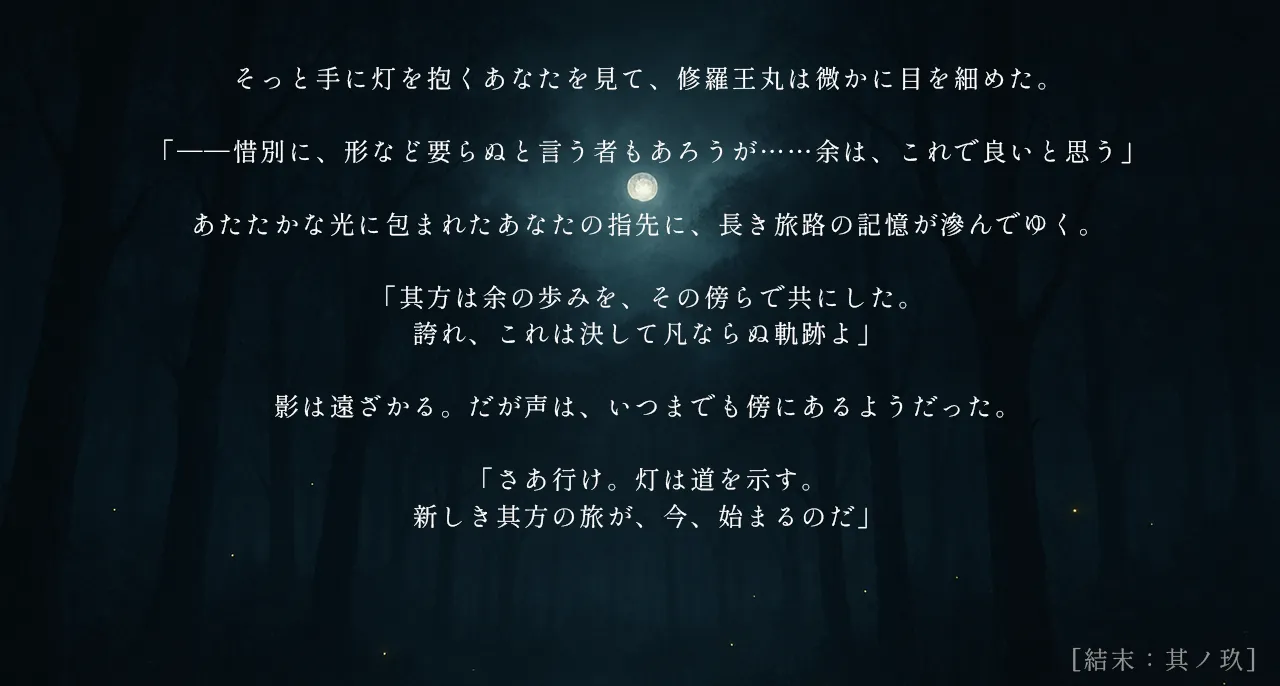 そっと手に灯を抱くあなたを見て、修羅王丸は微かに目を細めた。
「――惜別に、形など要らぬと言う者もあろうが……余は、これで良いと思う」
あたたかな光に包まれたあなたの指先に、長き旅路の記憶が滲んでゆく。
「其方は余の歩みを、その傍らで共にした。
誇れ、これは決して凡ならぬ軌跡よ」
影は遠ざかる。だが声は、いつまでも傍にあるようだった。
「さあ行け。灯は道を示す。
新しき其方の旅が、今、始まるのだ」
[結末：其ノ玖]